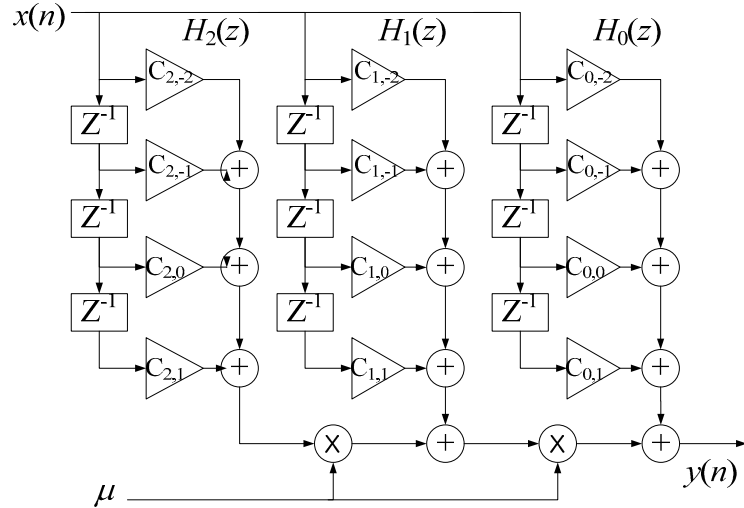 x(n) H₂(z) H₁(z) H₀(z)
C₂,₋₂ C₁,₋₂ C₀,₋₂
Z⁻¹ Z⁻¹ Z⁻¹
C₂,₋₁ + C₁,₋₁ + C₀,₋₁ +
Z⁻¹ Z⁻¹ Z⁻¹
C₂,₀ + C₁,₀ + C₀,₀ +
Z⁻¹ Z⁻¹ Z⁻¹
C₂,₁ + C₁,₁ + C₀,₁ +
X + X +
y(n)
μ